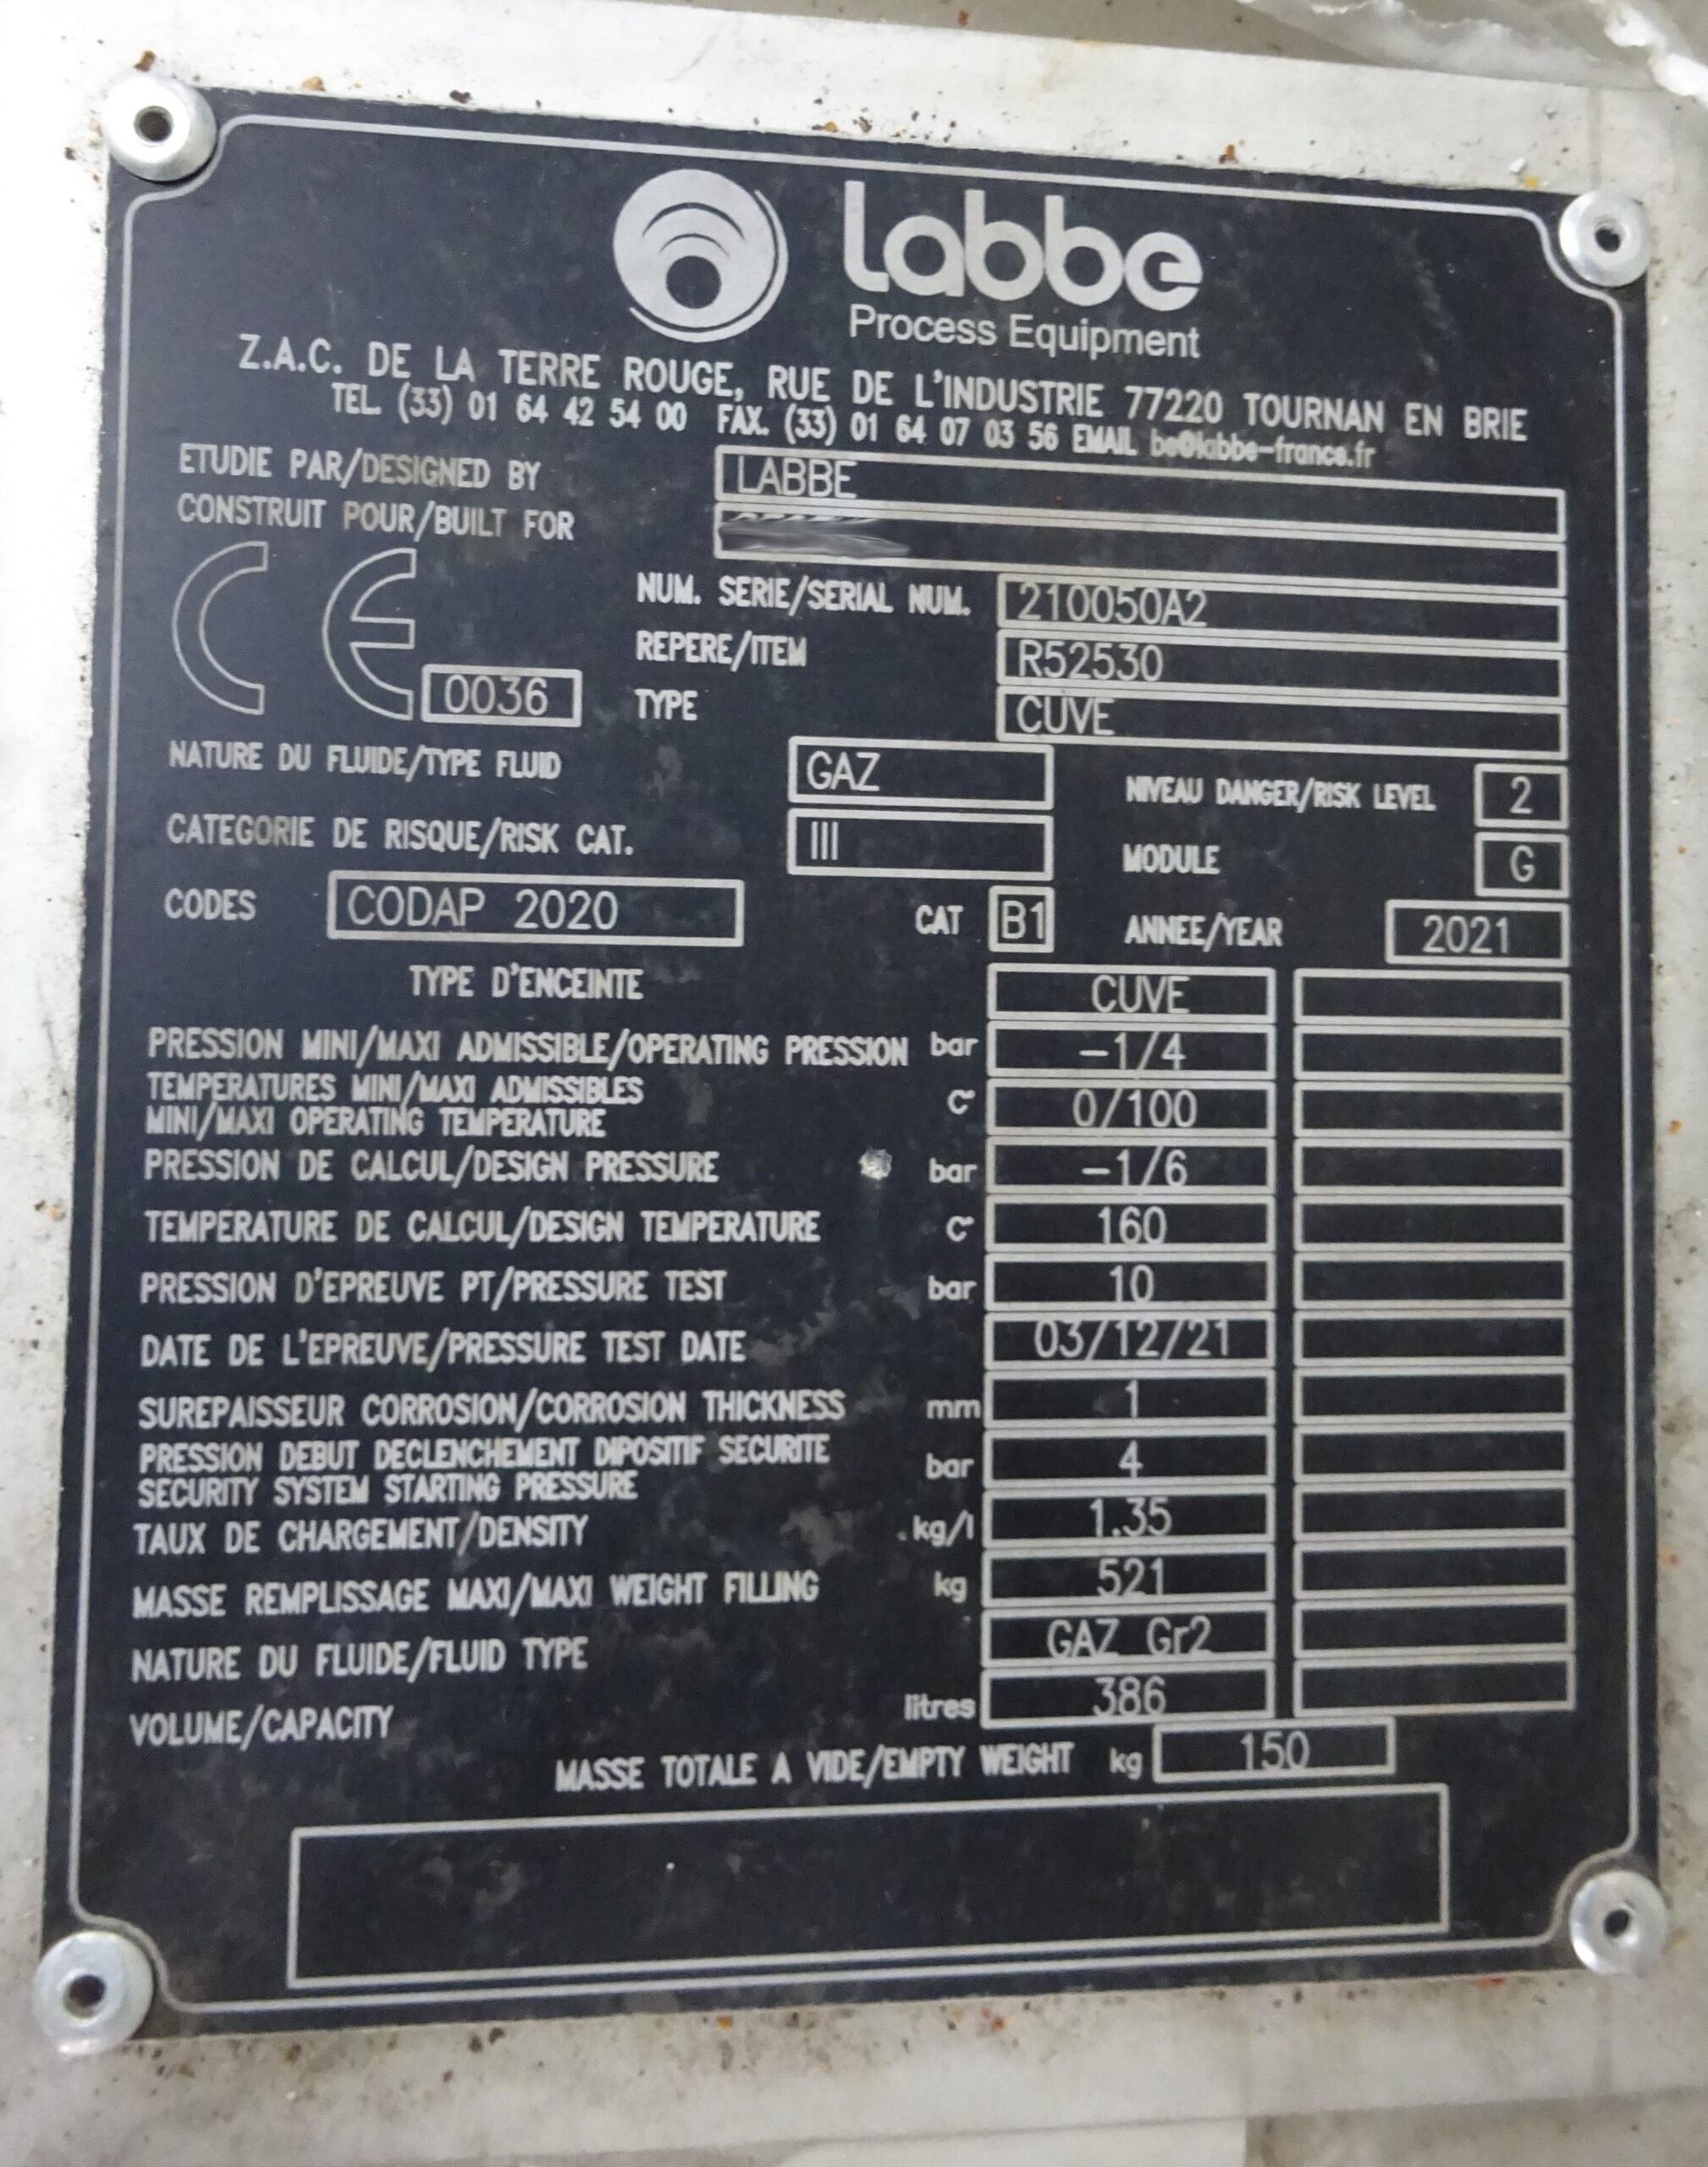 labbe
Process Equipment
Z.A.C. DE LA TERRE ROUGE, RUE DE L'INDUSTRIE 77220 TOURNAN EN BRIE
TEL. (33) 01 64 42 54 00 FAX. (33) 01 64 07 03 56 EMAIL be@labbe-france.fr
ETUDIE PAR/DESIGNED BY LABBE
CONSTRUIT POUR/BUILT FOR
CE 0036
NUM. SERIE/SERIAL NUM. 210050A2
REPERE/ITEM R52530
TYPE CUVE
NATURE DU FLUIDE/TYPE FLUID GAZ NIVEAU DANGER/RISK LEVEL 2
CATEGORIE DE RISQUE/RISK CAT. III MODULE G
CODES CODAP 2020 CAT B1 ANNEE/YEAR 2021
TYPE D'ENCEINTE CUVE
PRESSION MINI/MAXI ADMISSIBLE/OPERATING PRESSION bar -1/4
TEMPERATURES MINI/MAXI ADMISSIBLES
MINI/MAXI OPERATING TEMPERATURE C° 0/100
PRESSION DE CALCUL/DESIGN PRESSURE bar -1/6
TEMPERATURE DE CALCUL/DESIGN TEMPERATURE C° 160
PRESSION D'EPREUVE PT/PRESSURE TEST bar 10
DATE DE L'EPREUVE/PRESSURE TEST DATE 03/12/21
SUREPAISSEUR CORROSION/CORROSION THICKNESS mm 1
PRESSION DEBUT DECLENCHEMENT DIPOSITIF SECURITE
SECURITY SYSTEM STARTING PRESSURE bar 4
TAUX DE CHARGEMENT/DENSITY kg/l 1.35
MASSE REMPLISSAGE MAXI/MAXI WEIGHT FILLING kg 521
NATURE DU FLUIDE/FLUID TYPE GAZ Gr2
VOLUME/CAPACITY litres 386
MASSE TOTALE A VIDE/EMPTY WEIGHT kg 150